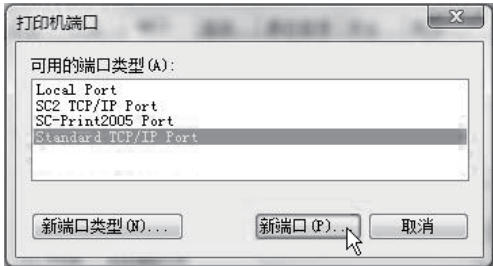 打印机端口
可用的端口类型(A):
Local Port
SC2 TCP/IP Port
SC-Print2005 Port
Standard TCP/IP Port
新端口类型(N)... 新端口(P)... 取消